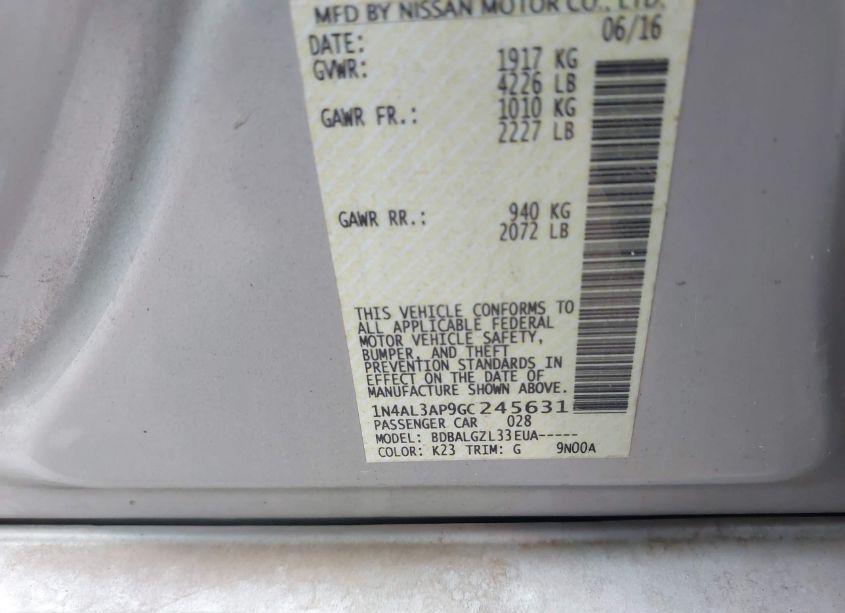 MFD BY NISSAN MOTOR CO., LTD.
DATE: 06/16
GVWR: 1917 KG
4226 LB
GAWR FR.: 1010 KG
2227 LB
GAWR RR.: 940 KG
2072 LB
THIS VEHICLE CONFORMS TO
ALL APPLICABLE FEDERAL
MOTOR VEHICLE SAFETY,
BUMPER, AND THEFT
PREVENTION STANDARDS IN
EFFECT ON THE DATE OF
MANUFACTURE SHOWN ABOVE.
1N4AL3AP9GC245631
PASSENGER CAR 028
MODEL: BDBALGZL33EUA-----
COLOR: K23 TRIM: G 9N00A